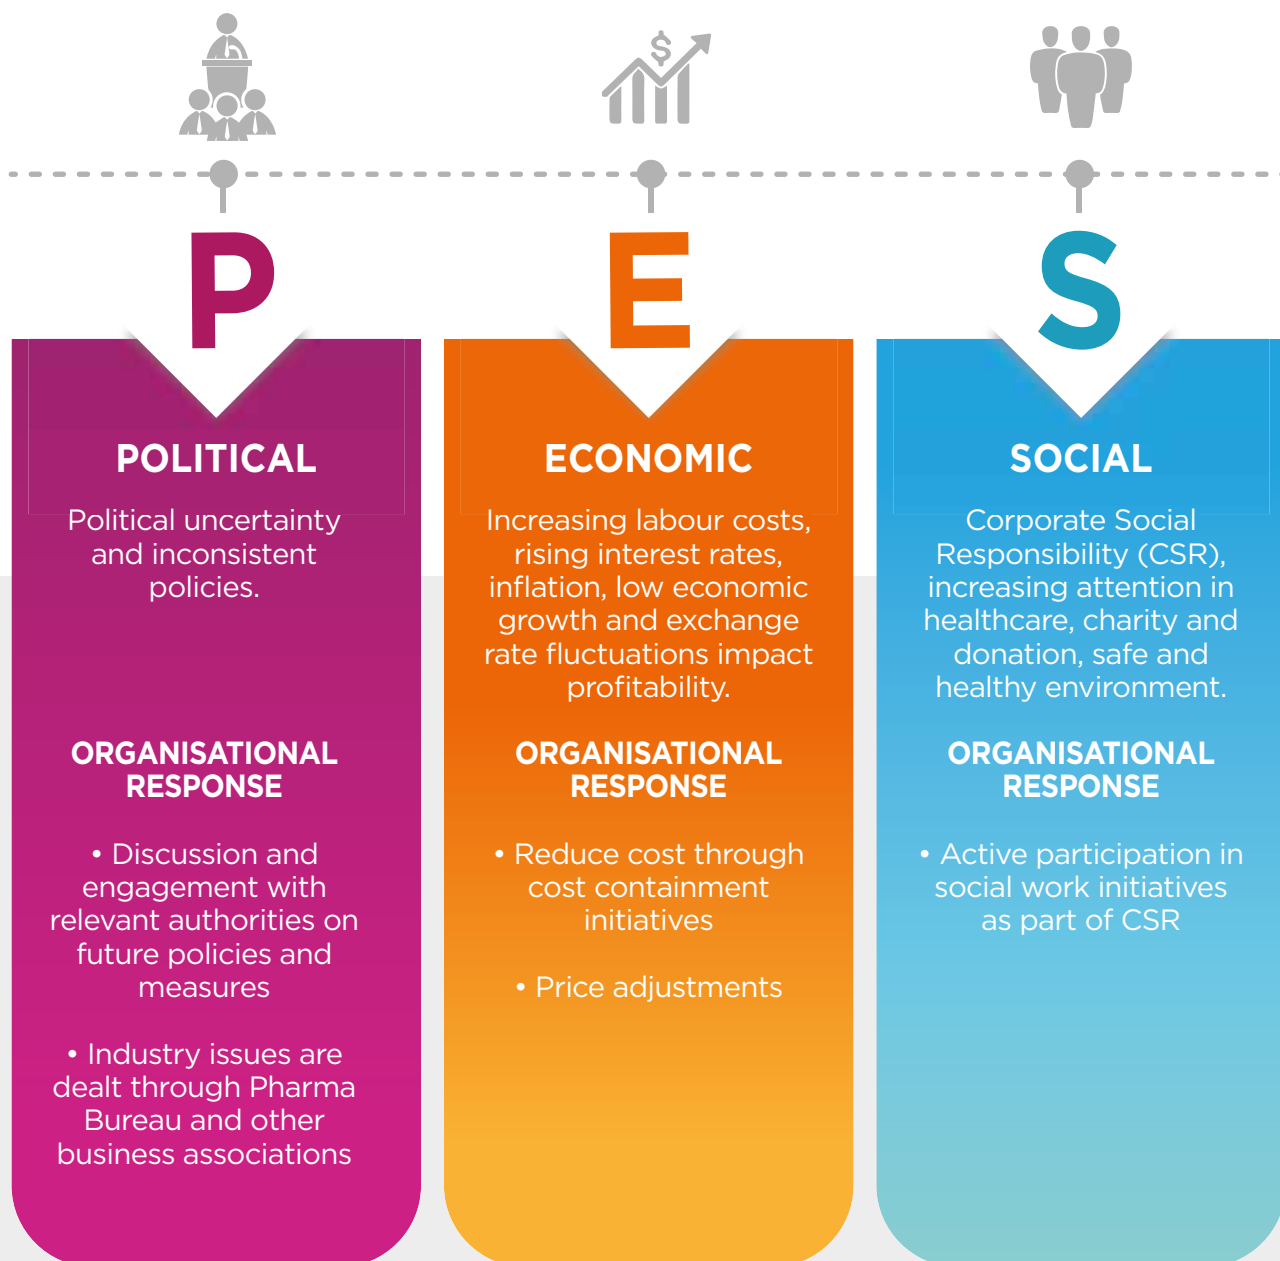 P
POLITICAL
Political uncertainty
and inconsistent
policies.
ORGANISATIONAL
RESPONSE
• Discussion and
engagement with
relevant authorities on
future policies and
measures
• Industry issues are
dealt through Pharma
Bureau and other
business associations
E
ECONOMIC
Increasing labour costs,
rising interest rates,
inflation, low economic
growth and exchange
rate fluctuations impact
profitability.
ORGANISATIONAL
RESPONSE
• Reduce cost through
cost containment
initiatives
• Price adjustments
S
SOCIAL
Corporate Social
Responsibility (CSR),
increasing attention in
healthcare, charity and
donation, safe and
healthy environment.
ORGANISATIONAL
RESPONSE
• Active participation in
social work initiatives
as part of CSR
$